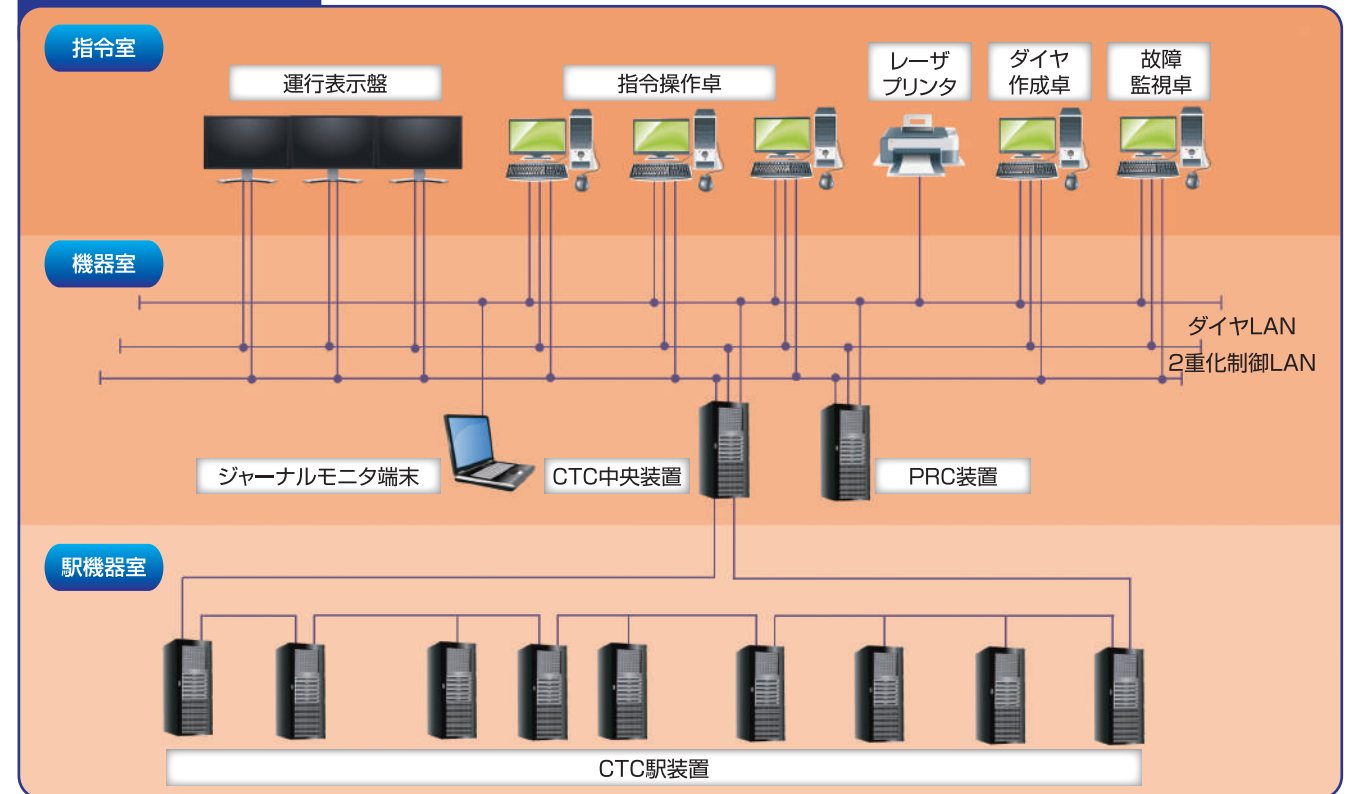 指令室
運行表示盤
指令操作卓
レーザ
プリンタ
ダイヤ
作成卓
故障
監視卓
機器室
ダイヤLAN
2重化制御LAN
ジャーナルモニタ端末
CTC中央装置
PRC装置
駅機器室
CTC駅装置